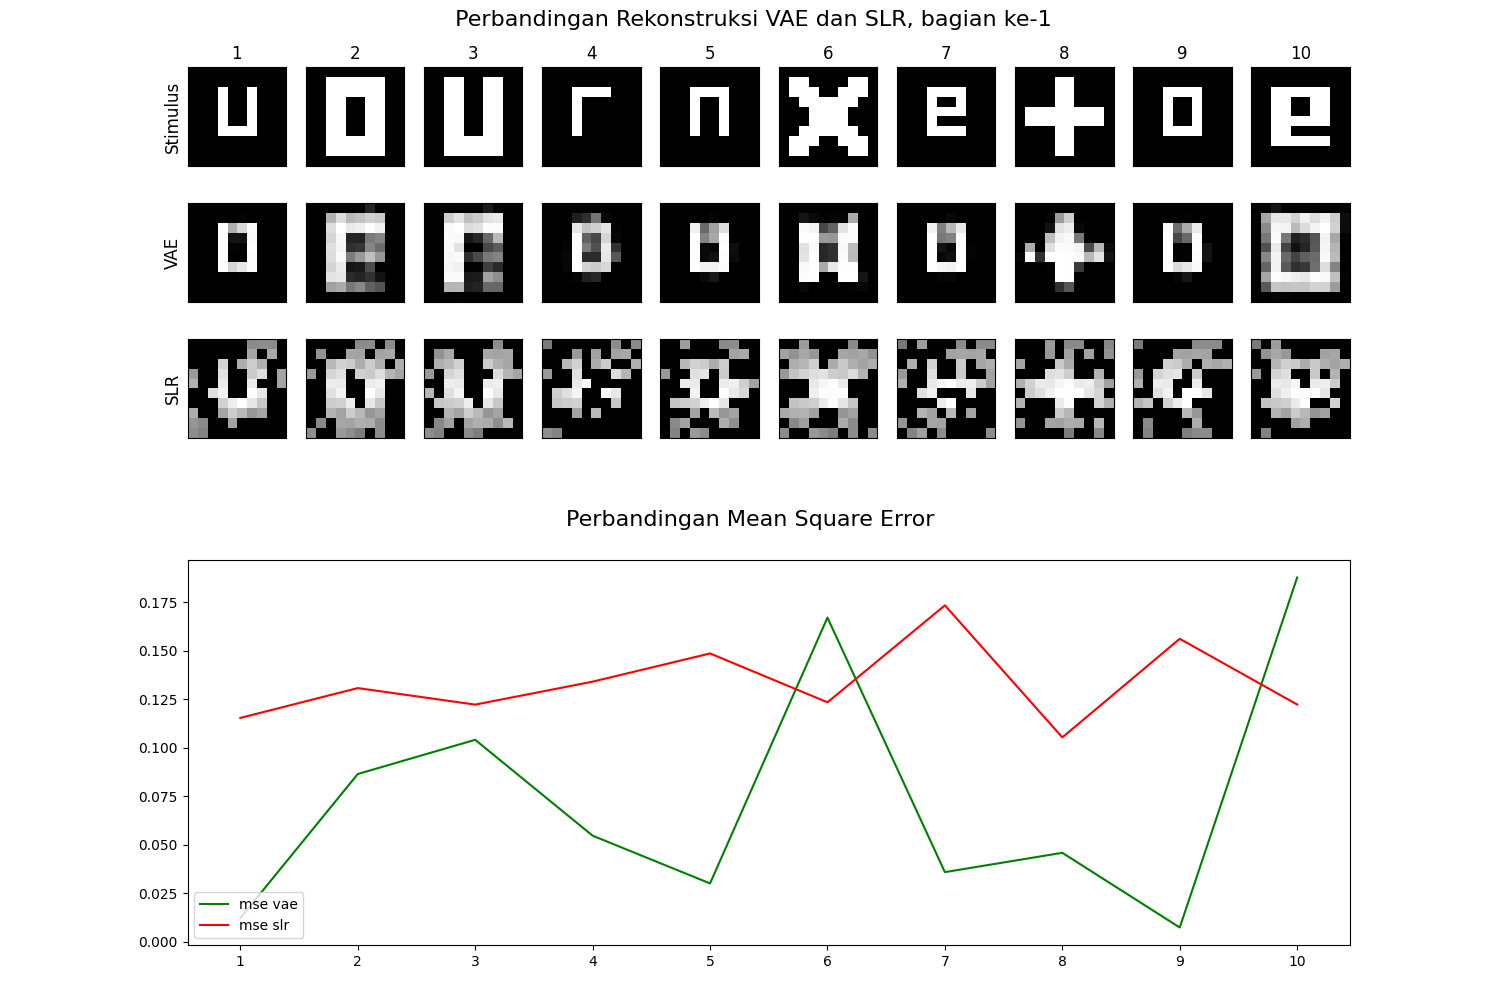 Perbandingan Rekonstruksi VAE dan SLR, bagian ke-1
1 2 3 4 5 6 7 8 9 10
Stimulus
VAE
SLR
Perbandingan Mean Square Error
0.175
0.150
0.125
0.100
0.075
0.050
0.025
0.000
mse vae
mse slr
1 2 3 4 5 6 7 8 9 10